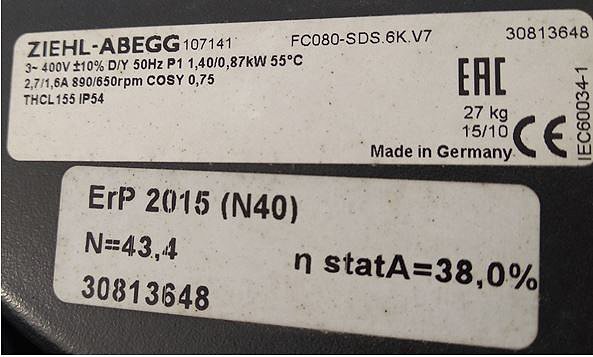 ZIEHL-ABEGG 107141 FC080-SDS.6K.V7 30813648
3~ 400V ±10% D/Y 50Hz P1 1,40/0,87kW 55°C
2,7/1,6A 890/650rpm COSY 0,75
THCL155 IP54
EAC
27 kg
15/10
Made in Germany CE
IEC60034-1
ErP 2015 (N40)
N=43,4
η statA=38,0%
30813648